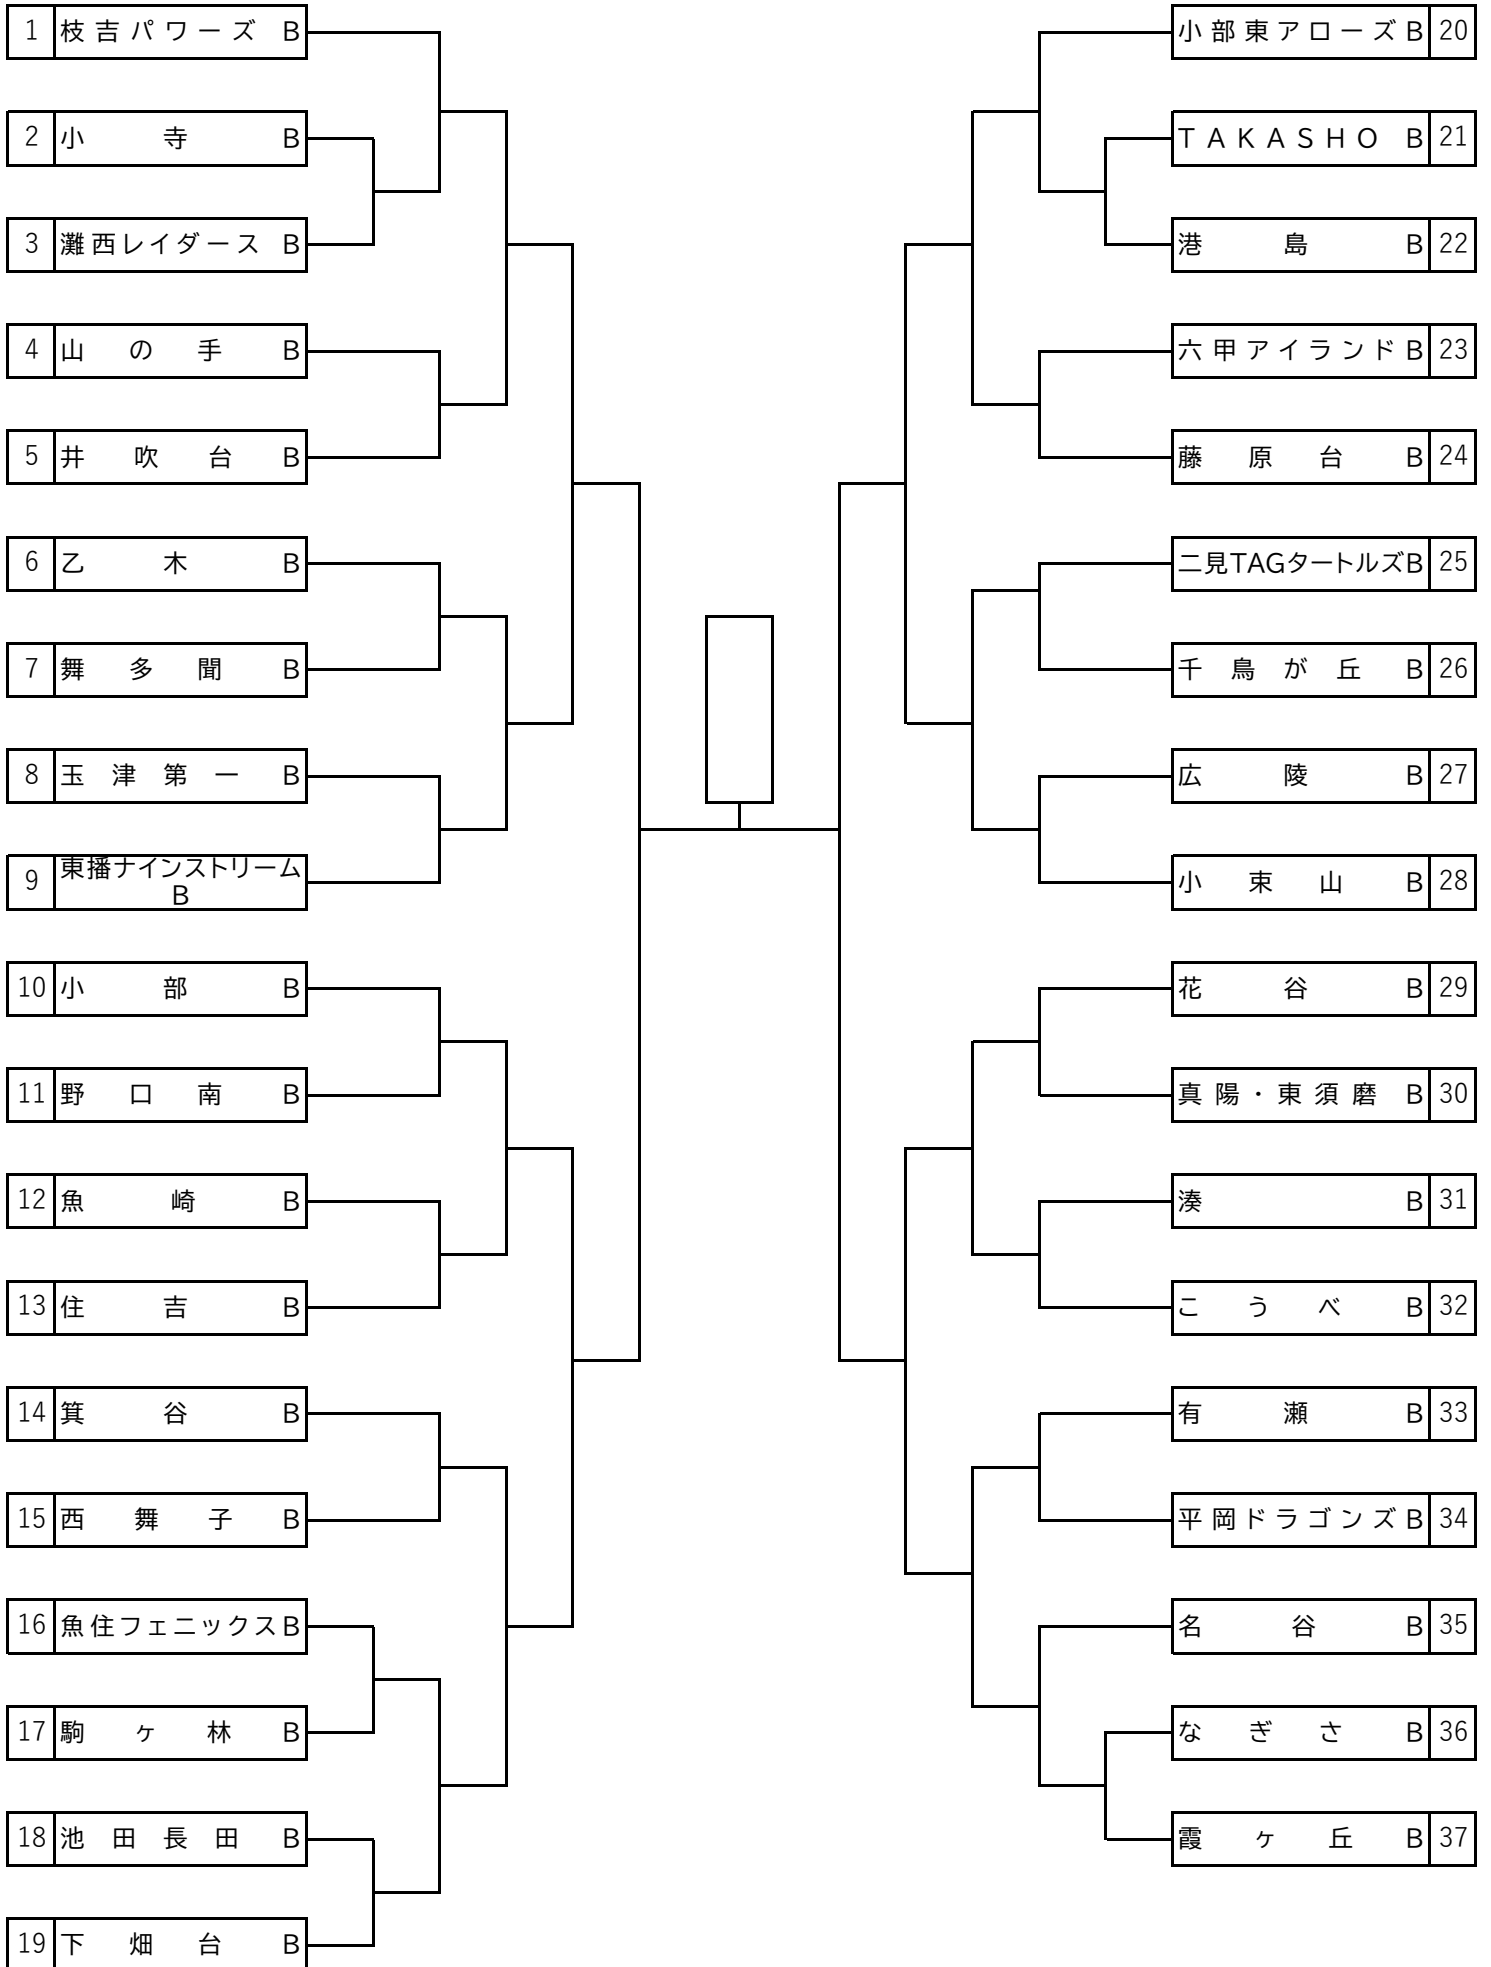 1 枝吉パワーズ B
2 小寺 B
3 灘西レイダース B
4 山の手 B
5 井吹台 B
6 乙木 B
7 舞多聞 B
8 玉津第一 B
9 東播ナインストリーム
B
10 小部 B
11 野口南 B
12 魚崎 B
13 住吉 B
14 箕谷 B
15 西舞子 B
16 魚住フェニックスB
17 駒ヶ林 B
18 池田長田 B
19 下畑台 B
小部東アローズB 20
TAKASHO B 21
港島 B 22
六甲アイランドB 23
藤原台 B 24
二見TAGタートルズB 25
千鳥が丘 B 26
広陵 B 27
小束山 B 28
花谷 B 29
真陽・東須磨 B 30
湊 B 31
こうべ B 32
有瀬 B 33
平岡ドラゴンズB 34
名谷 B 35
なぎさ B 36
霞ヶ丘 B 37